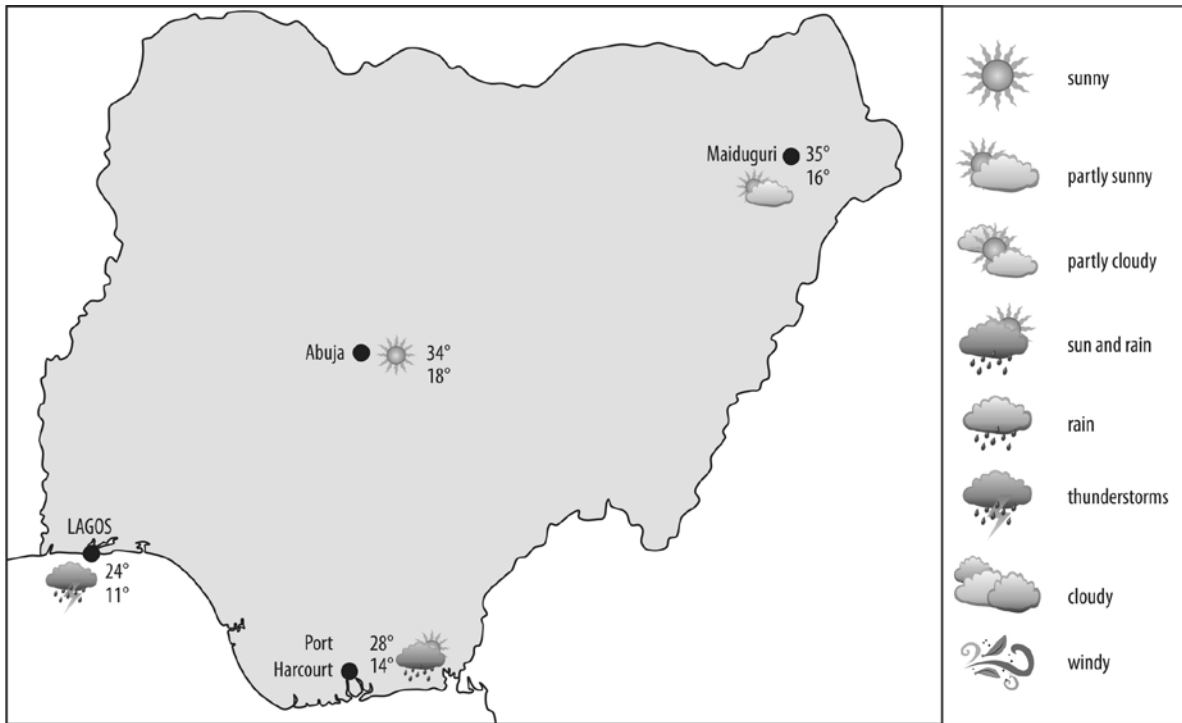 Maiduguri 35°
16°
Abuja 34°
18°
LAGOS
24°
11°
Port 28°
Harcourt 14°
sunny
partly sunny
partly cloudy
sun and rain
rain
thunderstorms
cloudy
windy